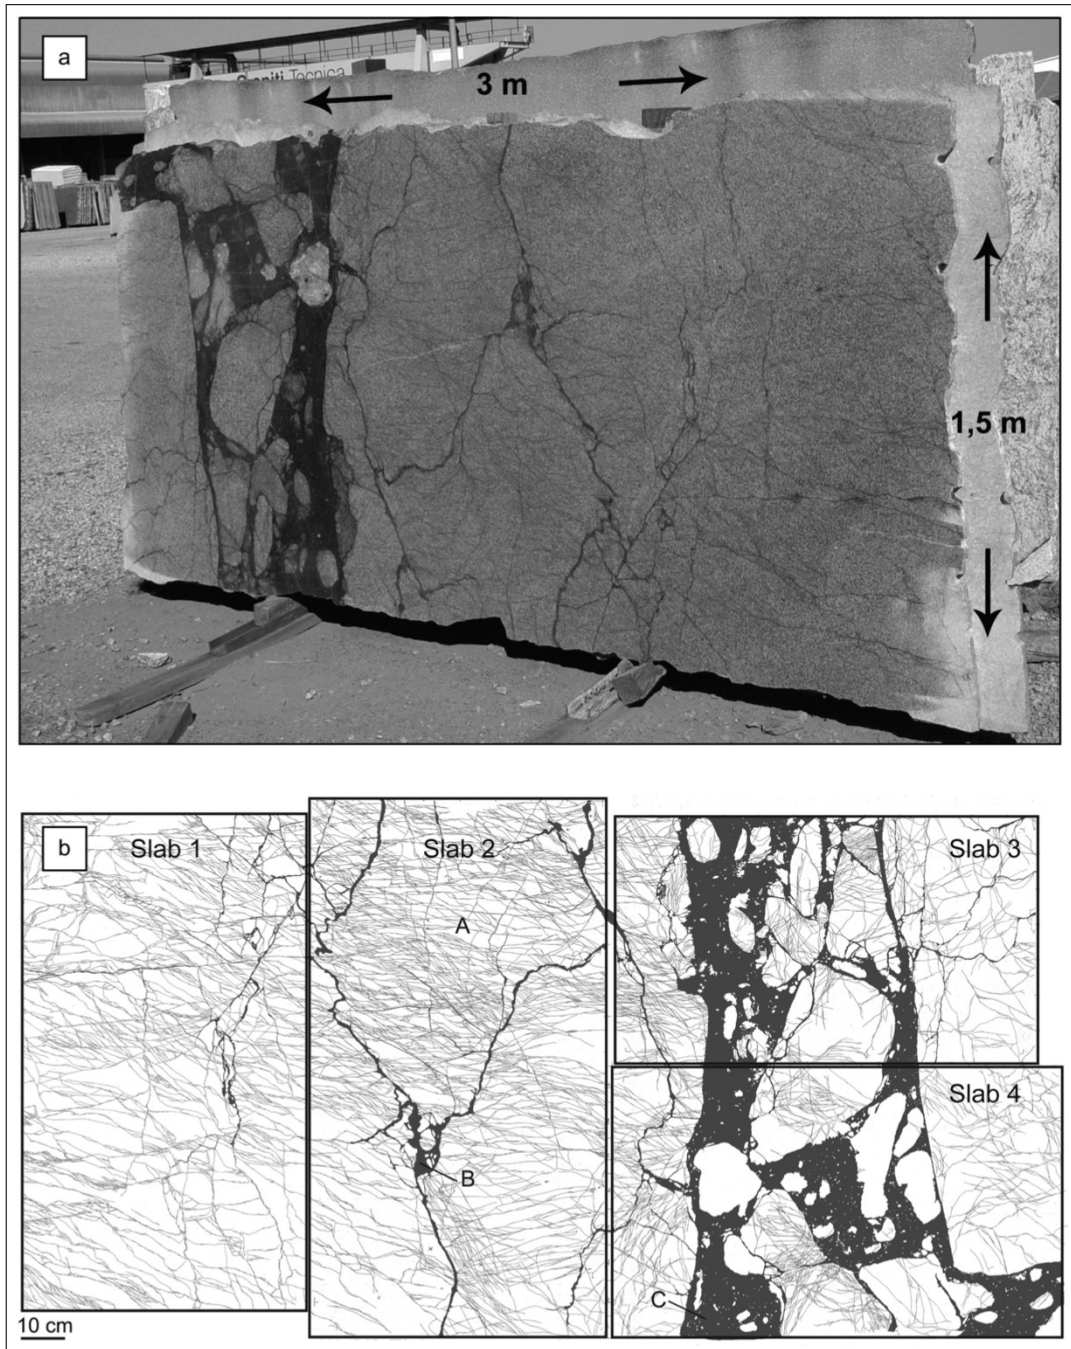 a
Graniti Tecnica
3 m
1,5 m
b
Slab 1
Slab 2
Slab 3
A
Slab 4
B
C
10 cm